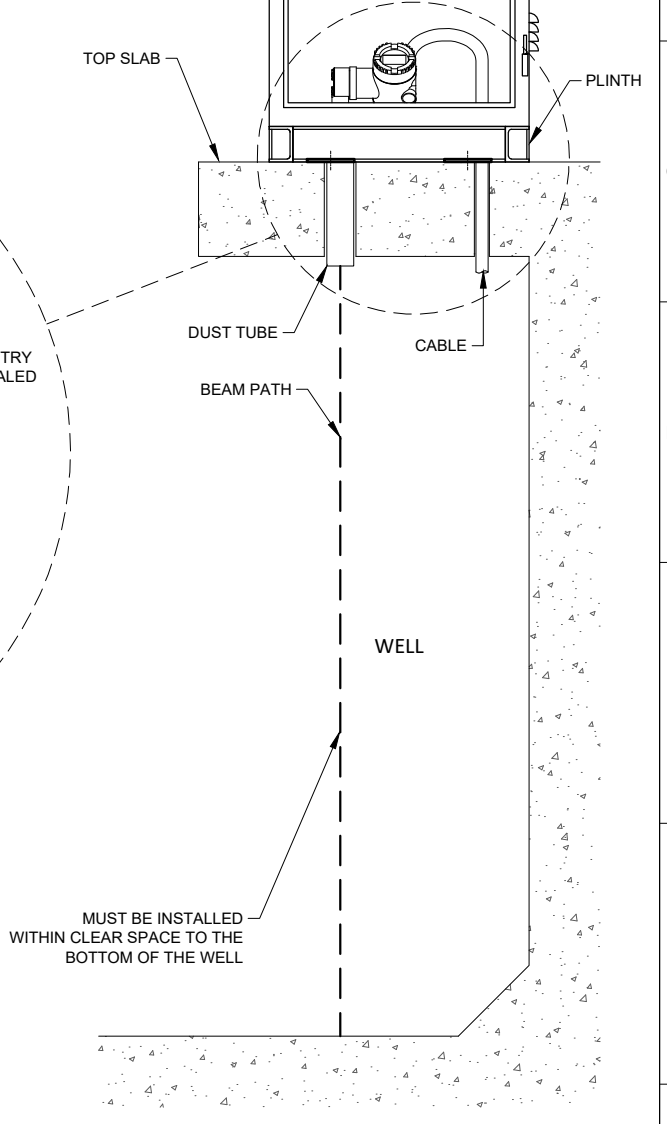 TOP SLAB
PLINTH
DUST TUBE
CABLE
BEAM PATH
WELL
MUST BE INSTALLED
WITHIN CLEAR SPACE TO THE
BOTTOM OF THE WELL